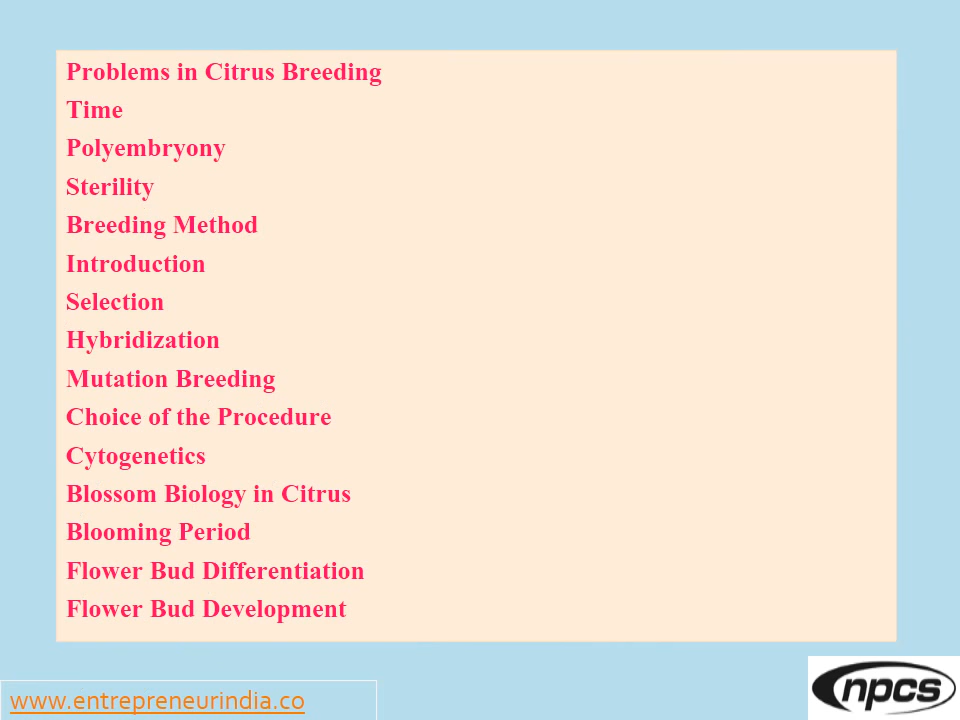 Problems in Citrus Breeding
Time
Polyembryony
Sterility
Breeding Method
Introduction
Selection
Hybridization
Mutation Breeding
Choice of the Procedure
Cytogenetics
Blossom Biology in Citrus
Blooming Period
Flower Bud Differentiation
Flower Bud Development
www.entrepreneurindia.co
npcs